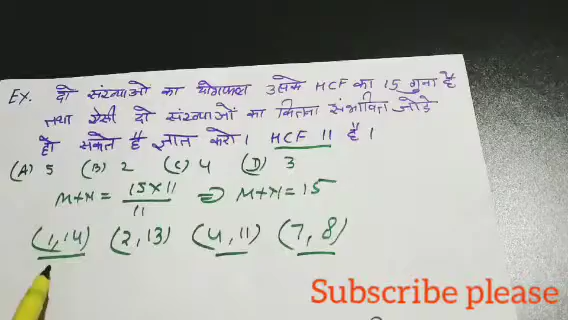 EX. दो संख्याओ का योगफल उसके HCF का 15 गुना है
तथा ऐसी दो संख्याओं का कितना संभावित जोड़े
हो सकते है ज्ञात करो। HCF 11 है।
(A) 5 (B) 2 (C) 4 (D) 3
M+N = 15×11/11 ⇒ M+N = 15
(1,14) (2,13) (4,11) (7,8)
Subscribe please